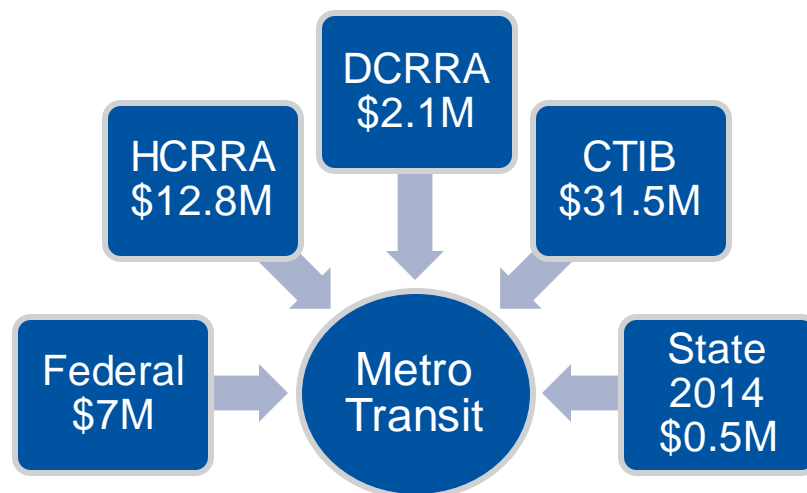 DCRRA
$2.1M
HCRRA
$12.8M
CTIB
$31.5M
Federal
$7M
Metro
Transit
State
2014
$0.5M